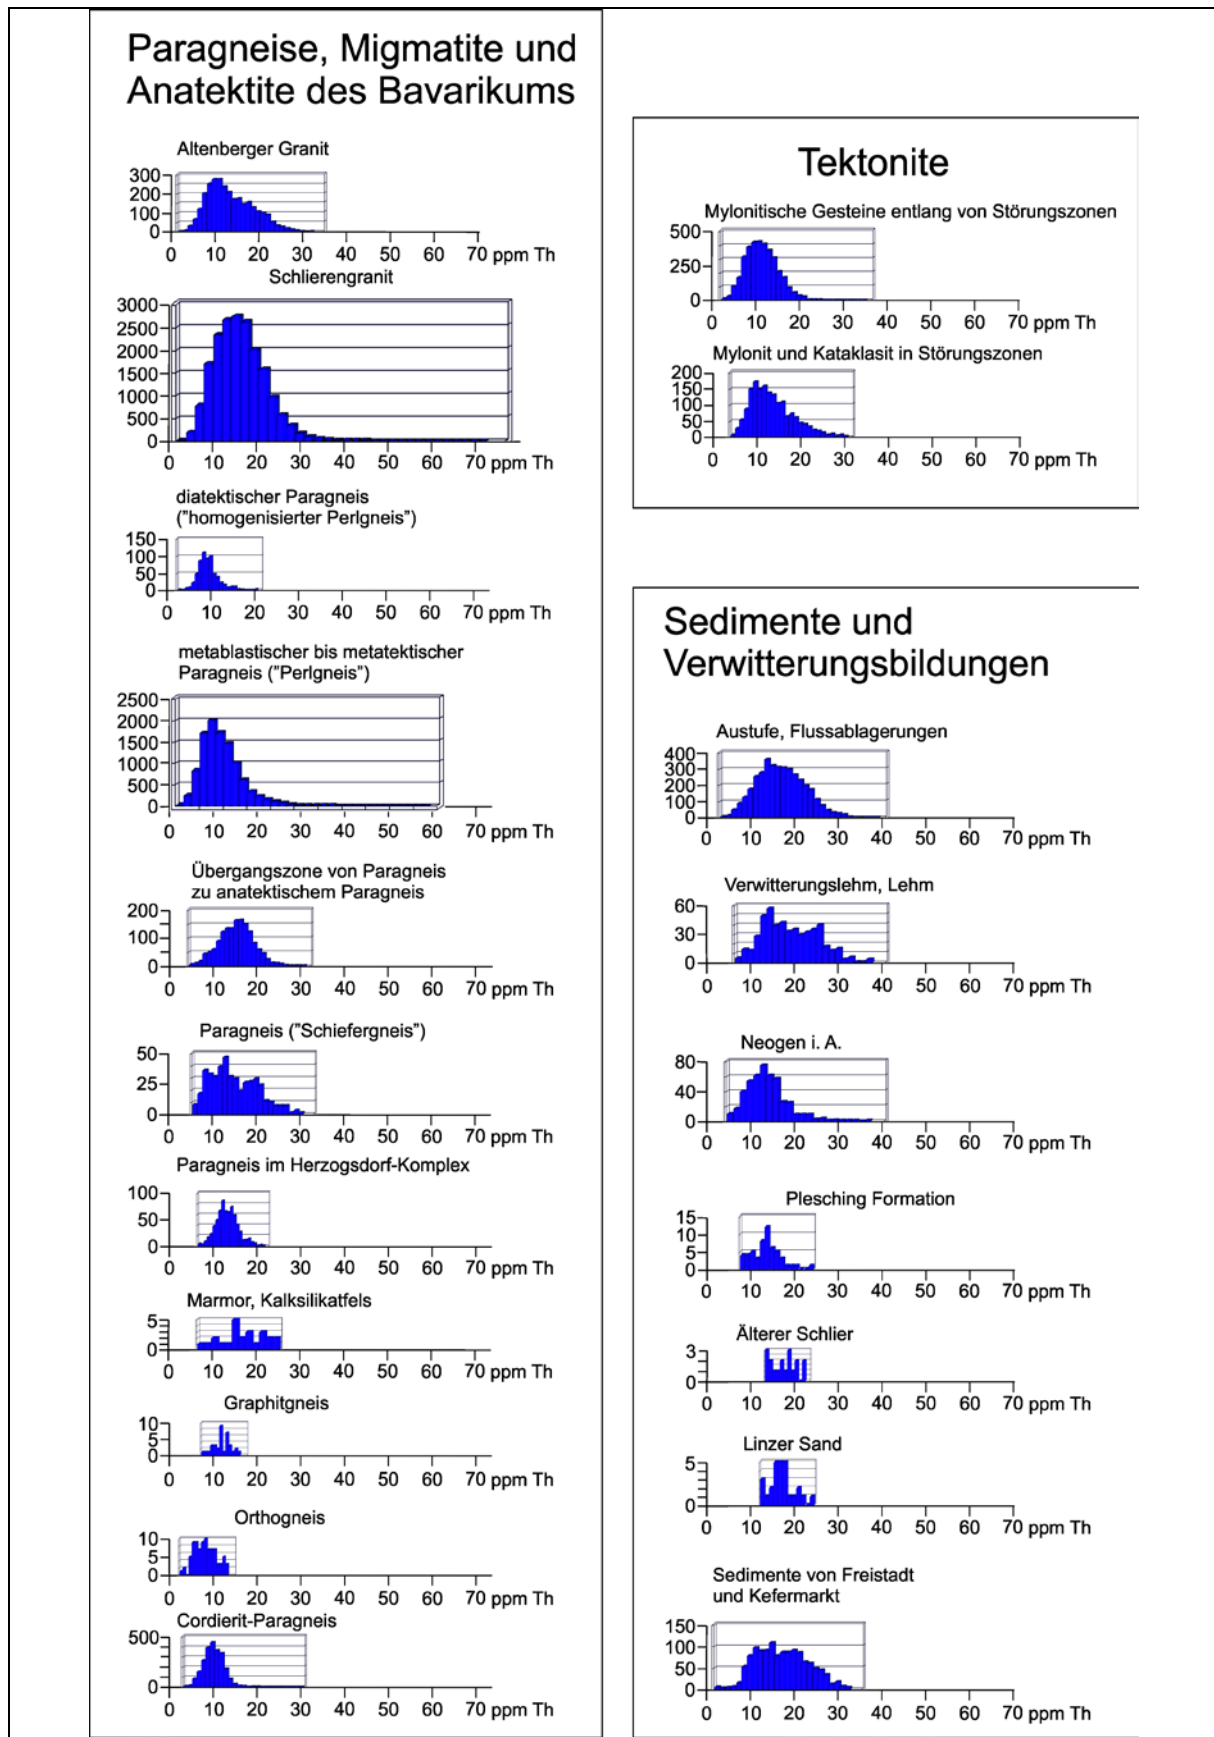 Paragneise, Migmatite und
Anatektite des Bavarikums
Altenberger Granit
300
200
100
0
0 10 20 30 40 50 60 70 ppm Th
Schlierengranit
3000
2500
2000
1500
1000
500
0
0 10 20 30 40 50 60 70 ppm Th
diatektischer Paragneis
("homogenisierter Perlgneis")
150
100
50
0
0 10 20 30 40 50 60 70 ppm Th
metablastischer bis metatektischer
Paragneis ("Perlgneis")
2500
2000
1500
1000
500
0
0 10 20 30 40 50 60 70 ppm Th
Übergangszone von Paragneis
zu anatektischem Paragneis
200
100
0
0 10 20 30 40 50 60 70 ppm Th
Paragneis ("Schiefergneis")
50
25
0
0 10 20 30 40 50 60 70 ppm Th
Paragneis im Herzogsdorf-Komplex
100
50
0
0 10 20 30 40 50 60 70 ppm Th
Marmor, Kalksilikatfels
5
0
0 10 20 30 40 50 60 70 ppm Th
Graphitgneis
10
5
0
0 10 20 30 40 50 60 70 ppm Th
Orthogneis
10
5
0
0 10 20 30 40 50 60 70 ppm Th
Cordierit-Paragneis
500
0
0 10 20 30 40 50 60 70 ppm Th
Tektonite
Mylonitische Gesteine entlang von Störungszonen
500
250
0
0 10 20 30 40 50 60 70 ppm Th
Mylonit und Kataklasit in Störungszonen
200
150
100
50
0
0 10 20 30 40 50 60 70 ppm Th
Sedimente und
Verwitterungsbildungen
Austufe, Flussablagerungen
400
300
200
100
0
0 10 20 30 40 50 60 70 ppm Th
Verwitterungslehm, Lehm
60
30
0
0 10 20 30 40 50 60 70 ppm Th
Neogen i. A.
80
40
0
0 10 20 30 40 50 60 70 ppm Th
Plesching Formation
15
10
5
0
0 10 20 30 40 50 60 70 ppm Th
Älterer Schlier
3
0
0 10 20 30 40 50 60 70 ppm Th
Linzer Sand
5
0
0 10 20 30 40 50 60 70 ppm Th
Sedimente von Freistadt
und Kefermarkt
150
100
50
0
0 10 20 30 40 50 60 70 ppm Th